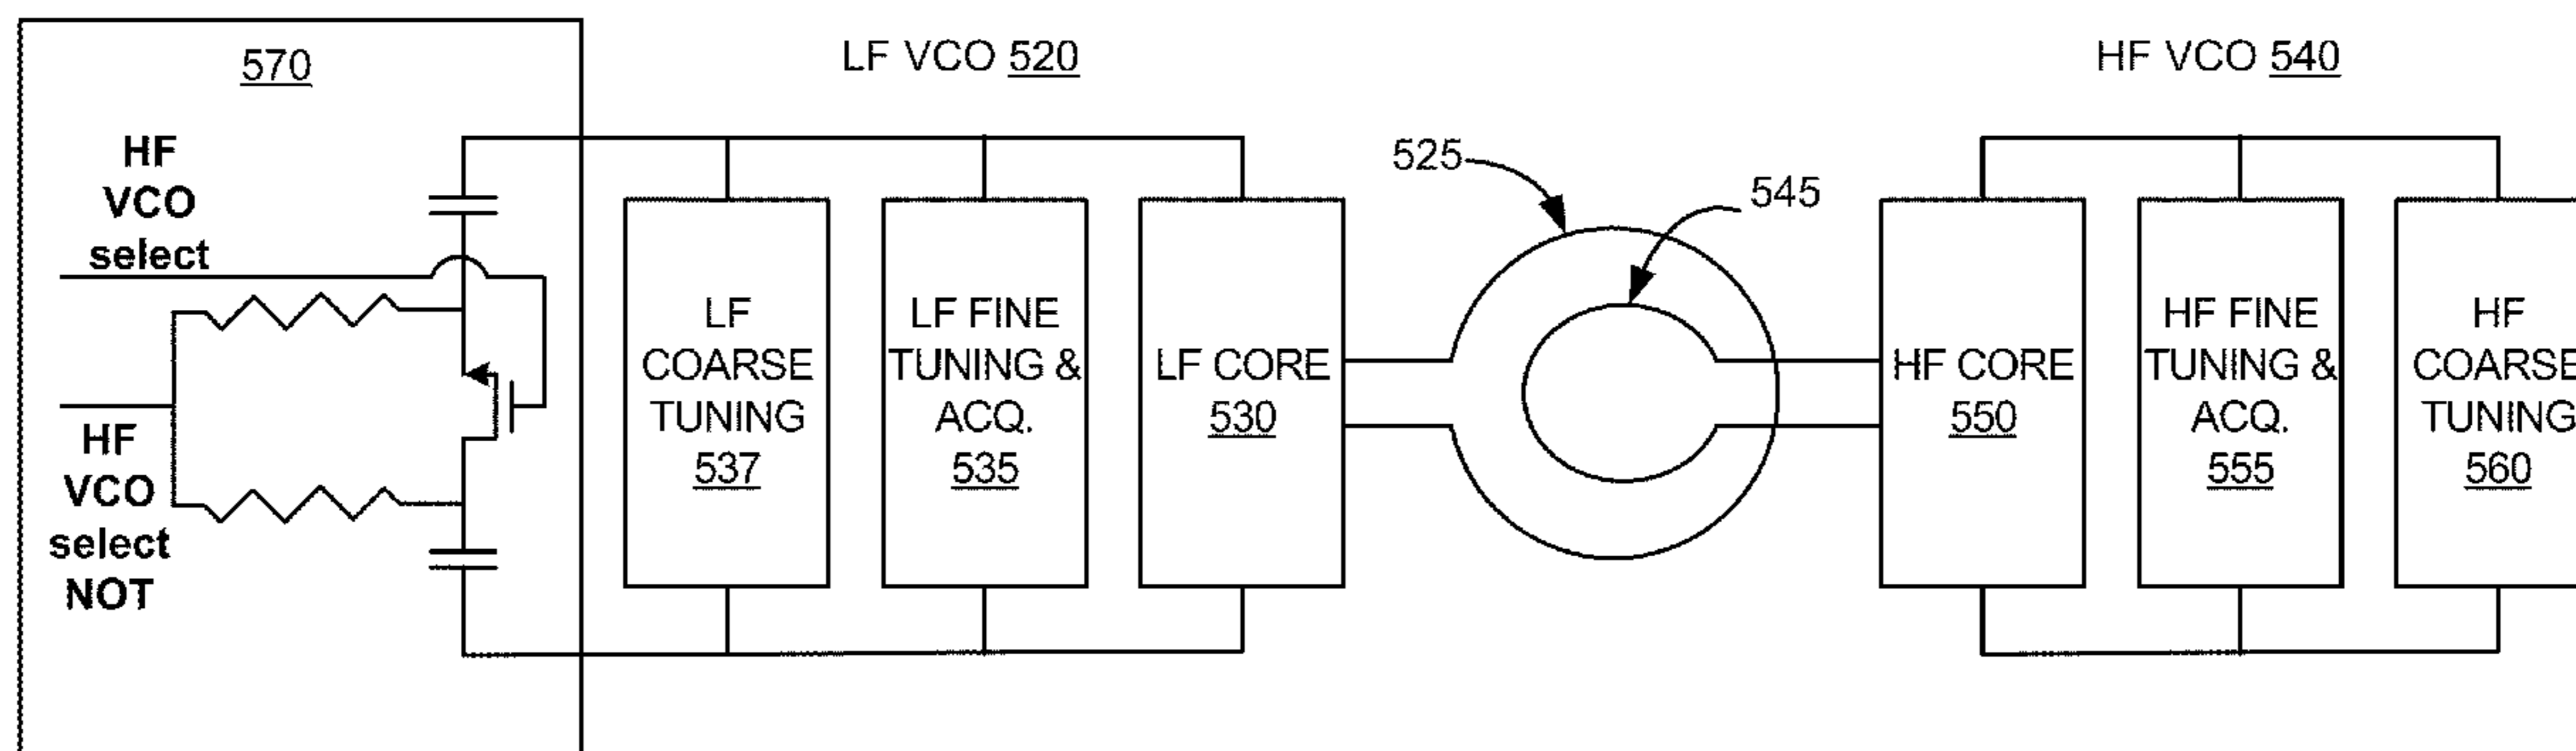 570
HF
VCO
select
HF
VCO
select
NOT
LF VCO 520
LF
COARSE
TUNING
537
LF FINE
TUNING &
ACQ.
535
LF CORE
530
525
545
HF VCO 540
HF CORE
550
HF FINE
TUNING &
ACQ.
555
HF
COARSE
TUNING
560